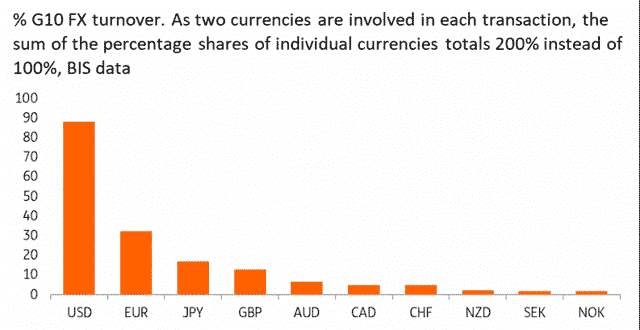 % G10 FX turnover. As two currencies are involved in each transaction, the
sum of the percentage shares of individual currencies totals 200% instead of
100%, BIS data
100
90
80
70
60
50
40
30
20
10
0
USD EUR JPY GBP AUD CAD CHF NZD SEK NOK